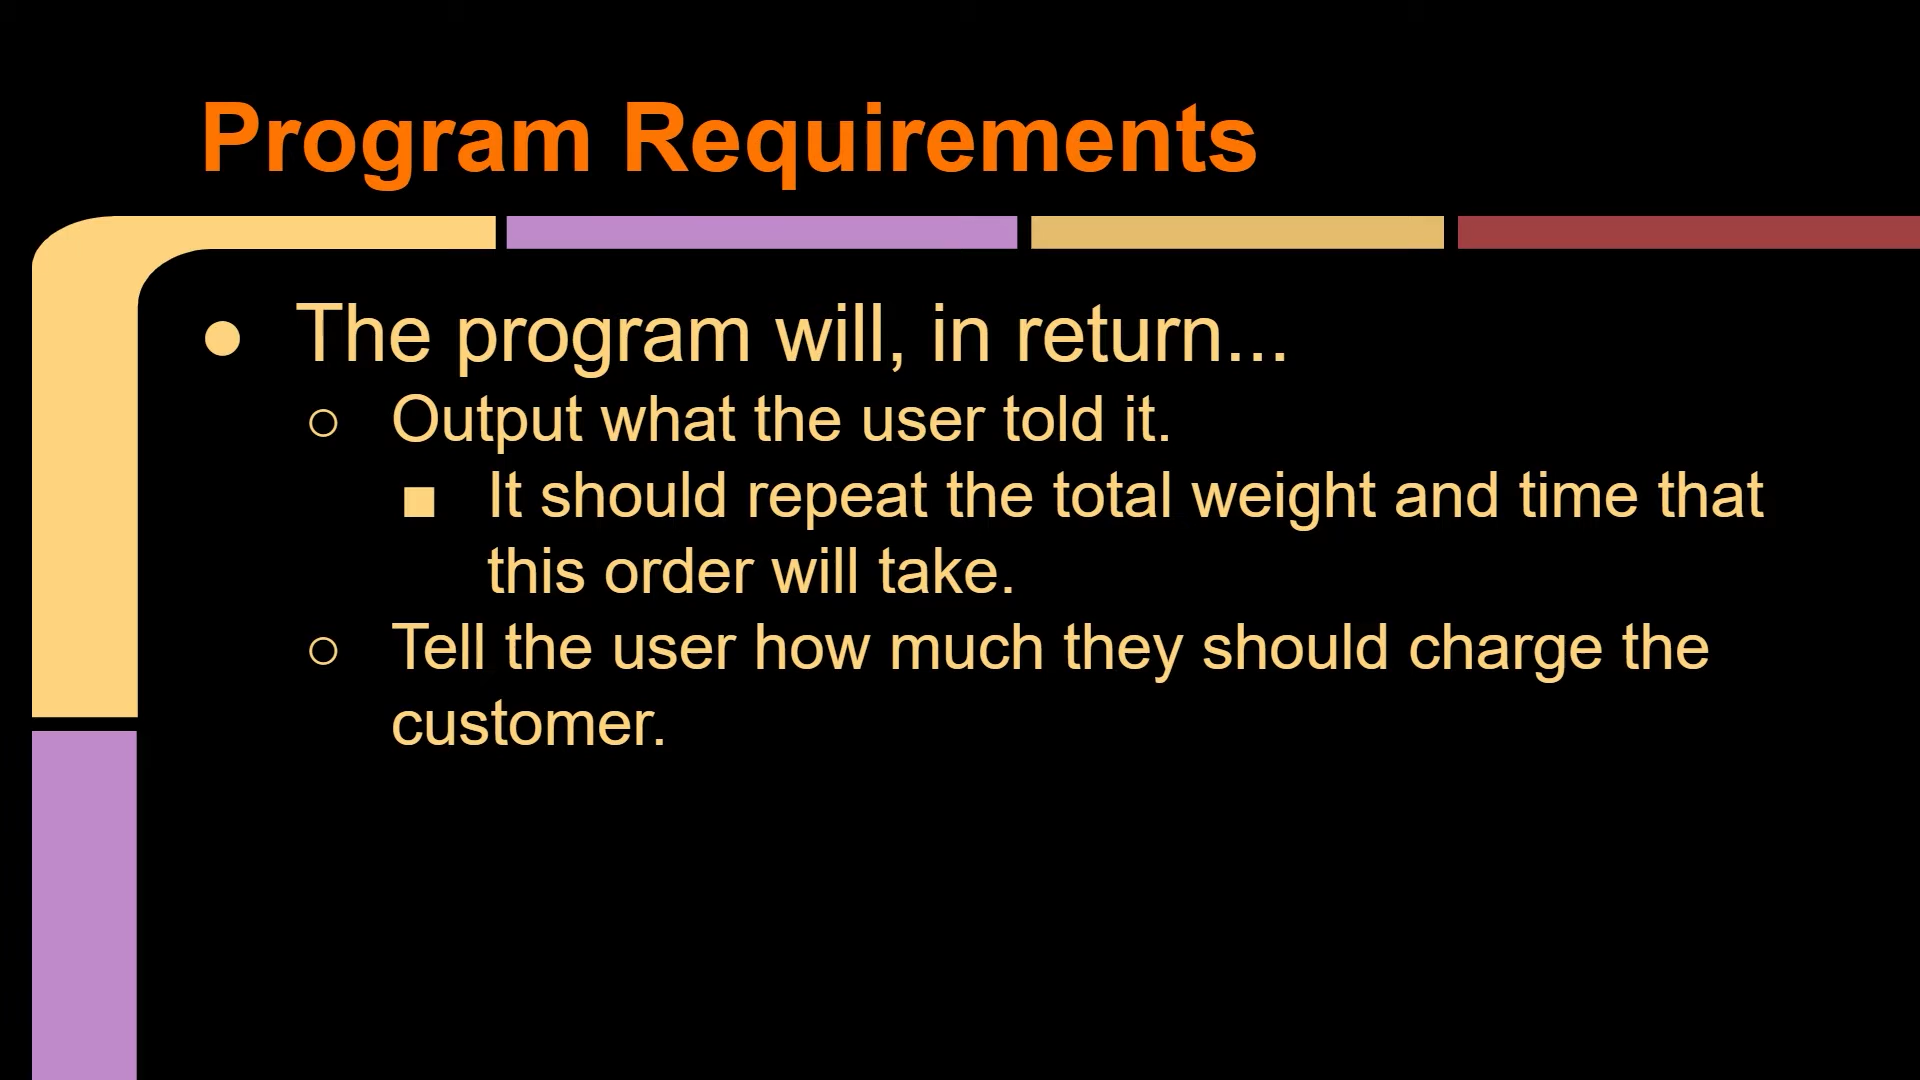 Program Requirements
● The program will, in return...
○ Output what the user told it.
■ It should repeat the total weight and time that
this order will take.
○ Tell the user how much they should charge the
customer.